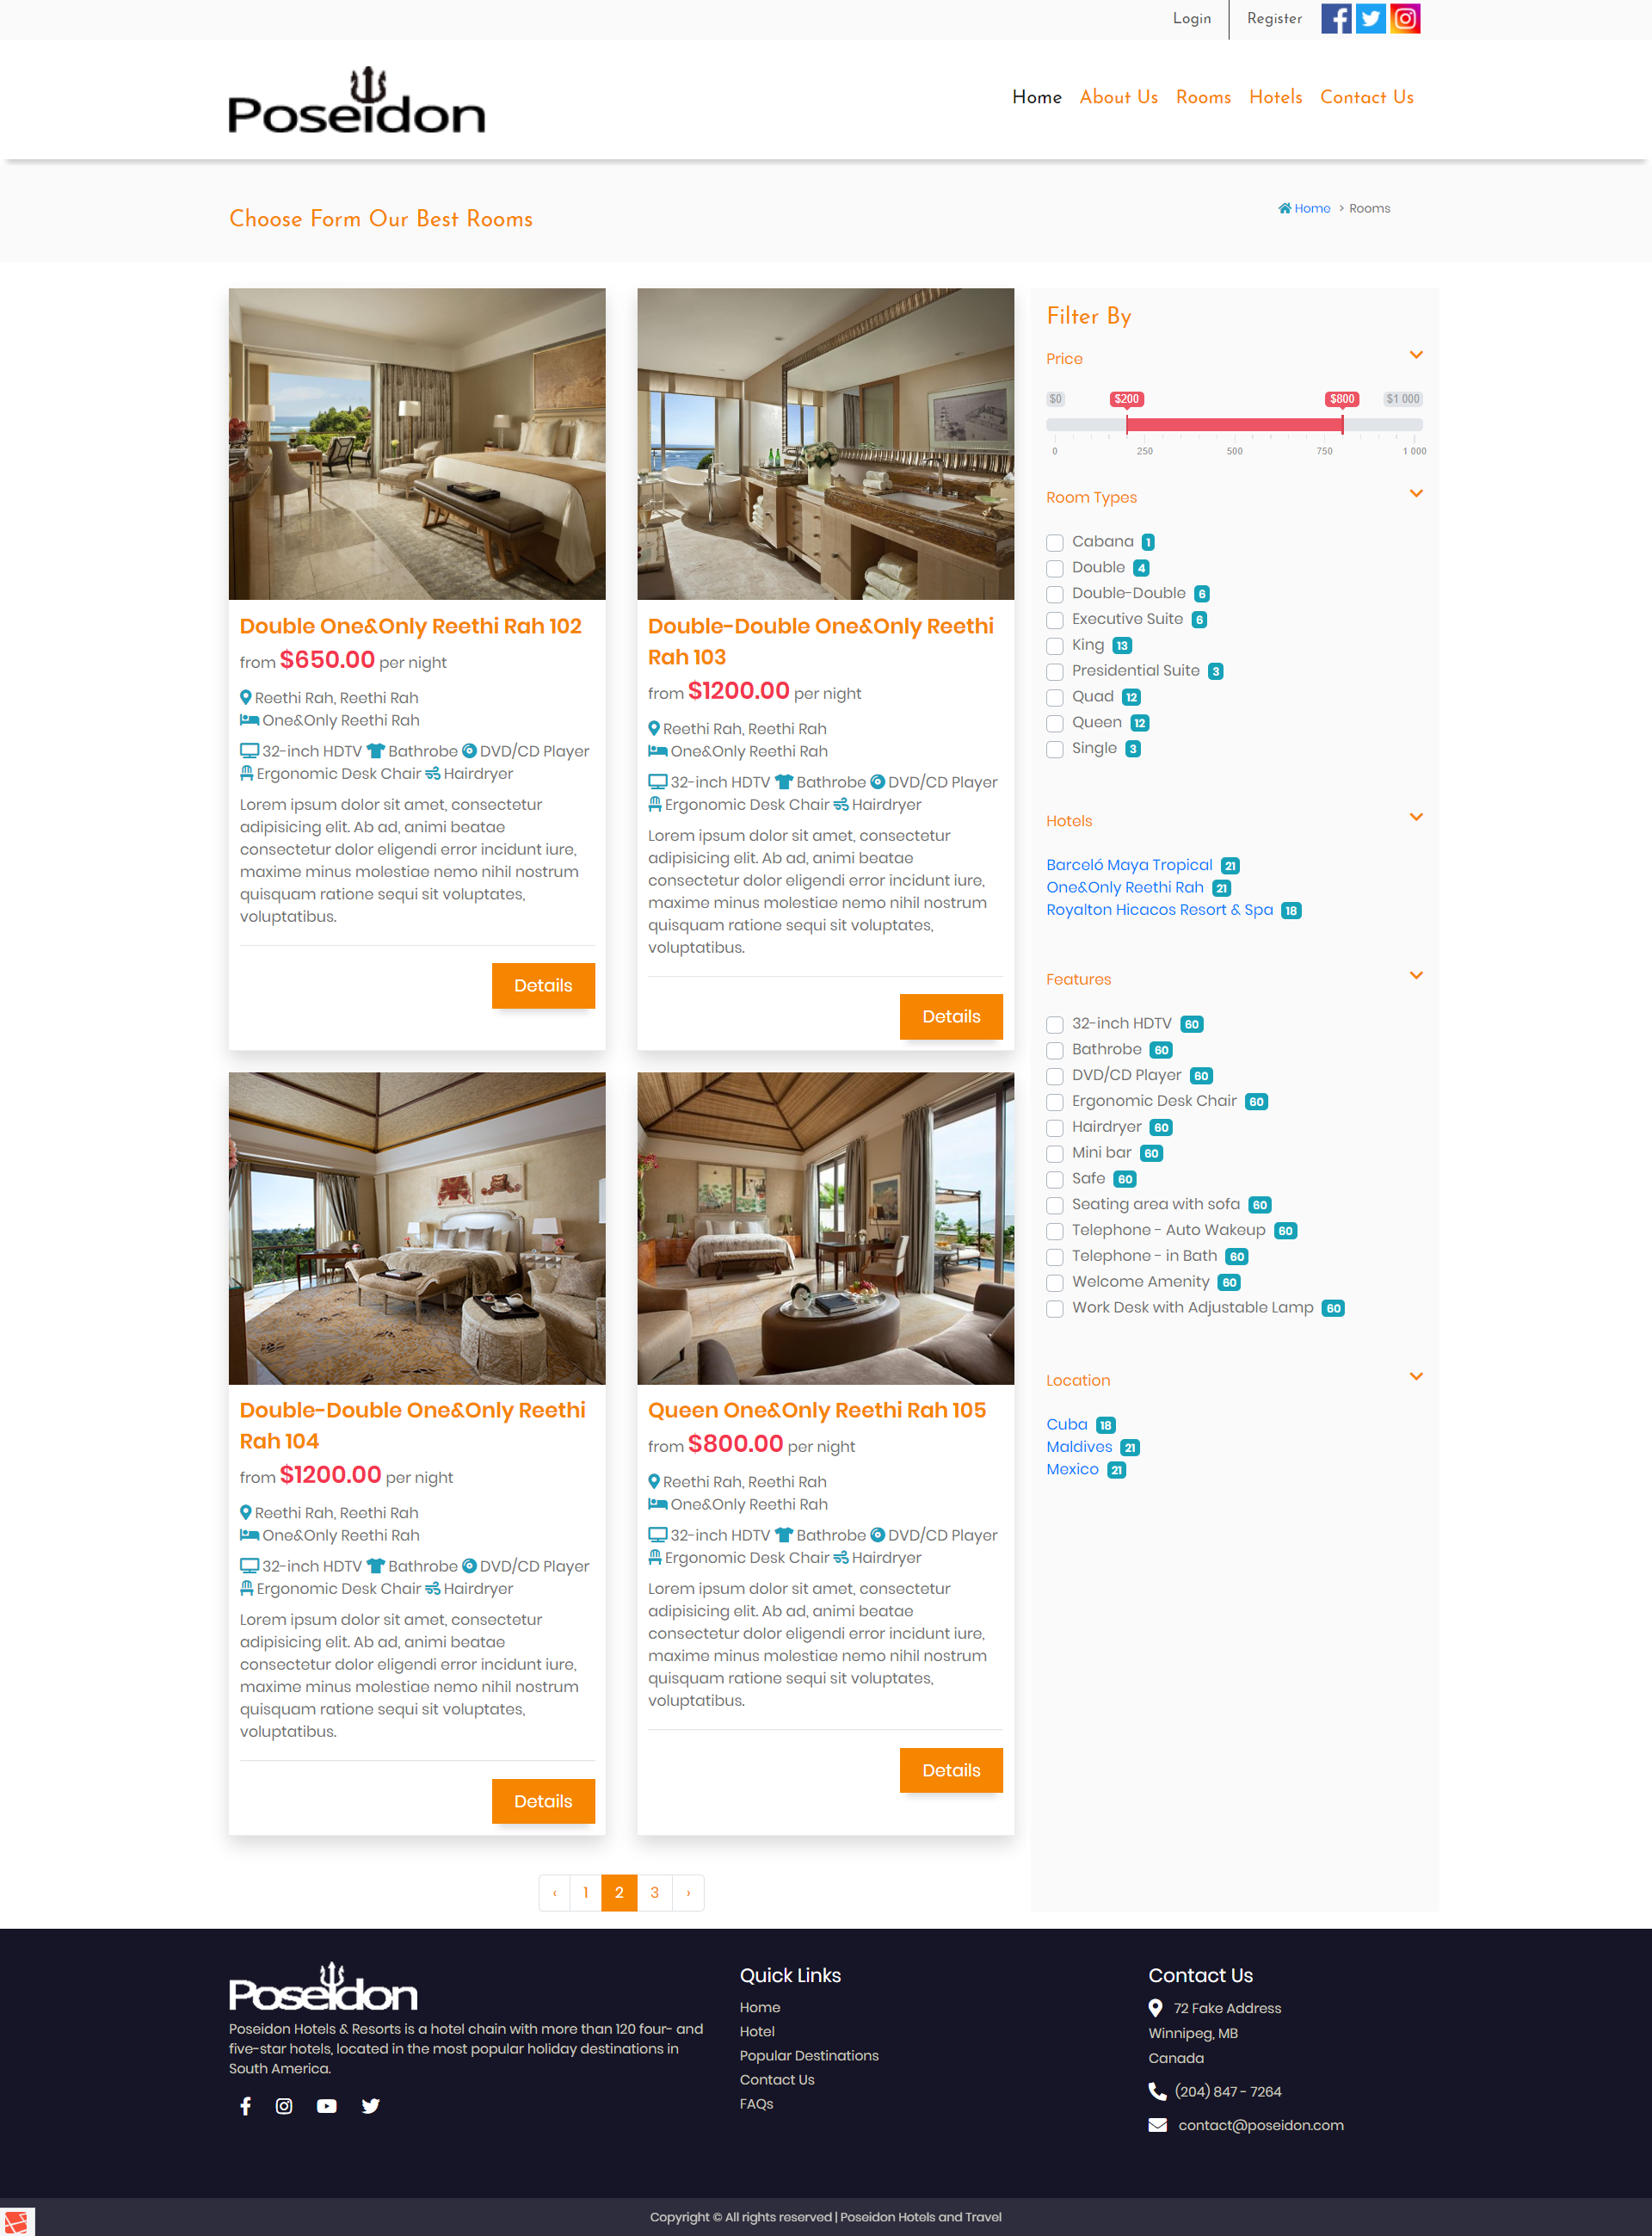 Login
Register
Poseidon
Home
About Us
Rooms
Hotels
Contact Us
Choose Form Our Best Rooms
Home > Rooms
Double One&Only Reethi Rah 102
from $650.00 per night
Reethi Rah, Reethi Rah
One&Only Reethi Rah
32-inch HDTV Bathrobe DVD/CD Player
Ergonomic Desk Chair Hairdryer
Lorem ipsum dolor sit amet, consectetur
adipisicing elit. Ab ad, animi beatae
consectetur dolor eligendi error incidunt iure,
maxime minus molestiae nemo nihil nostrum
quisquam ratione sequi sit voluptates,
voluptatibus.
Details
Double-Double One&Only Reethi
Rah 103
from $1200.00 per night
Reethi Rah, Reethi Rah
One&Only Reethi Rah
32-inch HDTV Bathrobe DVD/CD Player
Ergonomic Desk Chair Hairdryer
Lorem ipsum dolor sit amet, consectetur
adipisicing elit. Ab ad, animi beatae
consectetur dolor eligendi error incidunt iure,
maxime minus molestiae nemo nihil nostrum
quisquam ratione sequi sit voluptates,
voluptatibus.
Details
Double-Double One&Only Reethi
Rah 104
from $1200.00 per night
Reethi Rah, Reethi Rah
One&Only Reethi Rah
32-inch HDTV Bathrobe DVD/CD Player
Ergonomic Desk Chair Hairdryer
Lorem ipsum dolor sit amet, consectetur
adipisicing elit. Ab ad, animi beatae
consectetur dolor eligendi error incidunt iure,
maxime minus molestiae nemo nihil nostrum
quisquam ratione sequi sit voluptates,
voluptatibus.
Details
Queen One&Only Reethi Rah 105
from $800.00 per night
Reethi Rah, Reethi Rah
One&Only Reethi Rah
32-inch HDTV Bathrobe DVD/CD Player
Ergonomic Desk Chair Hairdryer
Lorem ipsum dolor sit amet, consectetur
adipisicing elit. Ab ad, animi beatae
consectetur dolor eligendi error incidunt iure,
maxime minus molestiae nemo nihil nostrum
quisquam ratione sequi sit voluptates,
voluptatibus.
Details
‹ 1 2 3 ›
Filter By
Price
$0 $200 $800 $1 000
0 250 500 750 1 000
Room Types
Cabana 1
Double 4
Double-Double 6
Executive Suite 6
King 13
Presidential Suite 3
Quad 12
Queen 12
Single 3
Hotels
Barceló Maya Tropical 21
One&Only Reethi Rah 21
Royalton Hicacos Resort & Spa 18
Features
32-inch HDTV 60
Bathrobe 60
DVD/CD Player 60
Ergonomic Desk Chair 60
Hairdryer 60
Mini bar 60
Safe 60
Seating area with sofa 60
Telephone - Auto Wakeup 60
Telephone - in Bath 60
Welcome Amenity 60
Work Desk with Adjustable Lamp 60
Location
Cuba 18
Maldives 21
Mexico 21
Poseidon
Poseidon Hotels & Resorts is a hotel chain with more than 120 four- and
five-star hotels, located in the most popular holiday destinations in
South America.
Quick Links
Home
Hotel
Popular Destinations
Contact Us
FAQs
Contact Us
72 Fake Address
Winnipeg, MB
Canada
(204) 847 - 7264
contact@poseidon.com
Copyright © All rights reserved | Poseidon Hotels and Travel